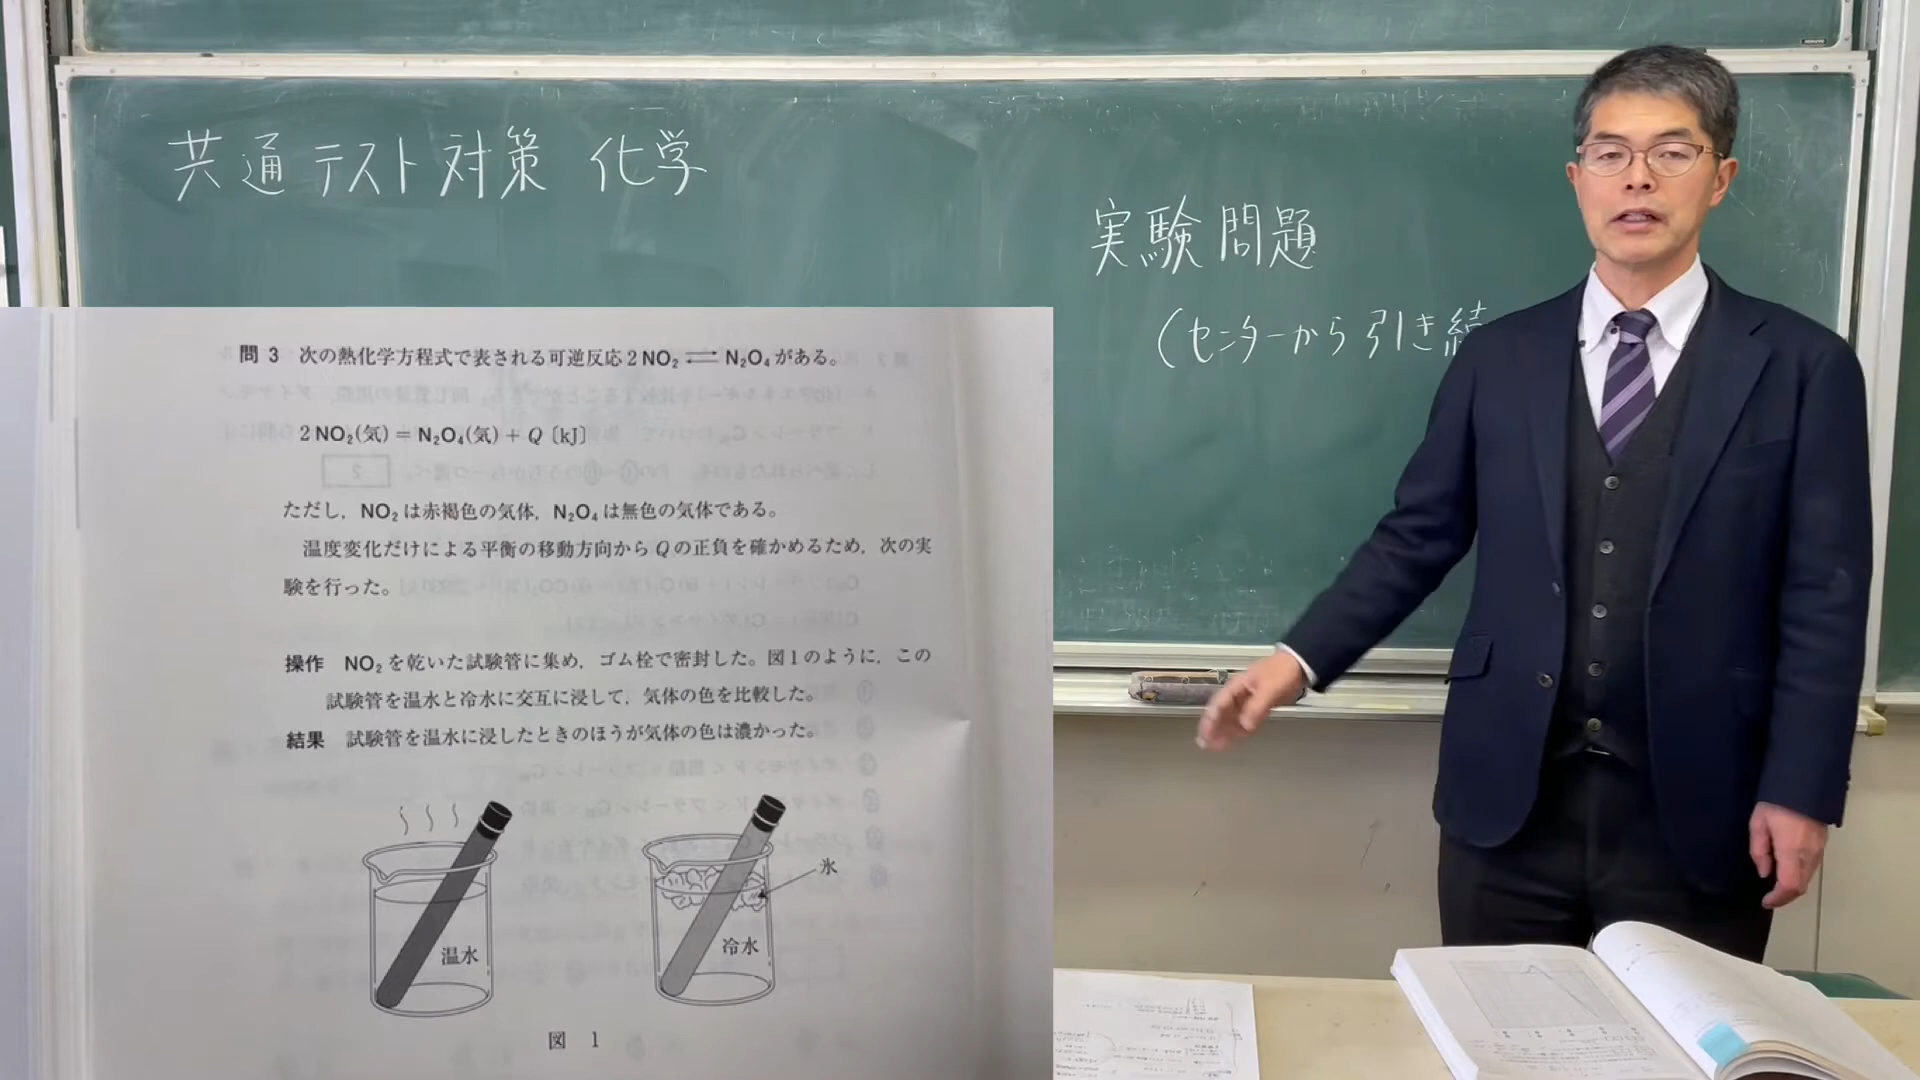 共通テスト対策 化学
実験問題
(センターから引き続
問 3 次の熱化学方程式で表される可逆反応 2 NO₂ ⇄ N₂O₄ がある。
2 NO₂(気) = N₂O₄(気) + Q〔kJ〕
ただし，NO₂ は赤褐色の気体，N₂O₄ は無色の気体である。
温度変化だけによる平衡の移動方向から Q の正負を確かめるため，次の実
験を行った。
操作 NO₂ を乾いた試験管に集め，ゴム栓で密封した。図1のように，この
試験管を温水と冷水に交互に浸して，気体の色を比較した。
結果 試験管を温水に浸したときのほうが気体の色は濃かった。
氷
温水
冷水
図 1